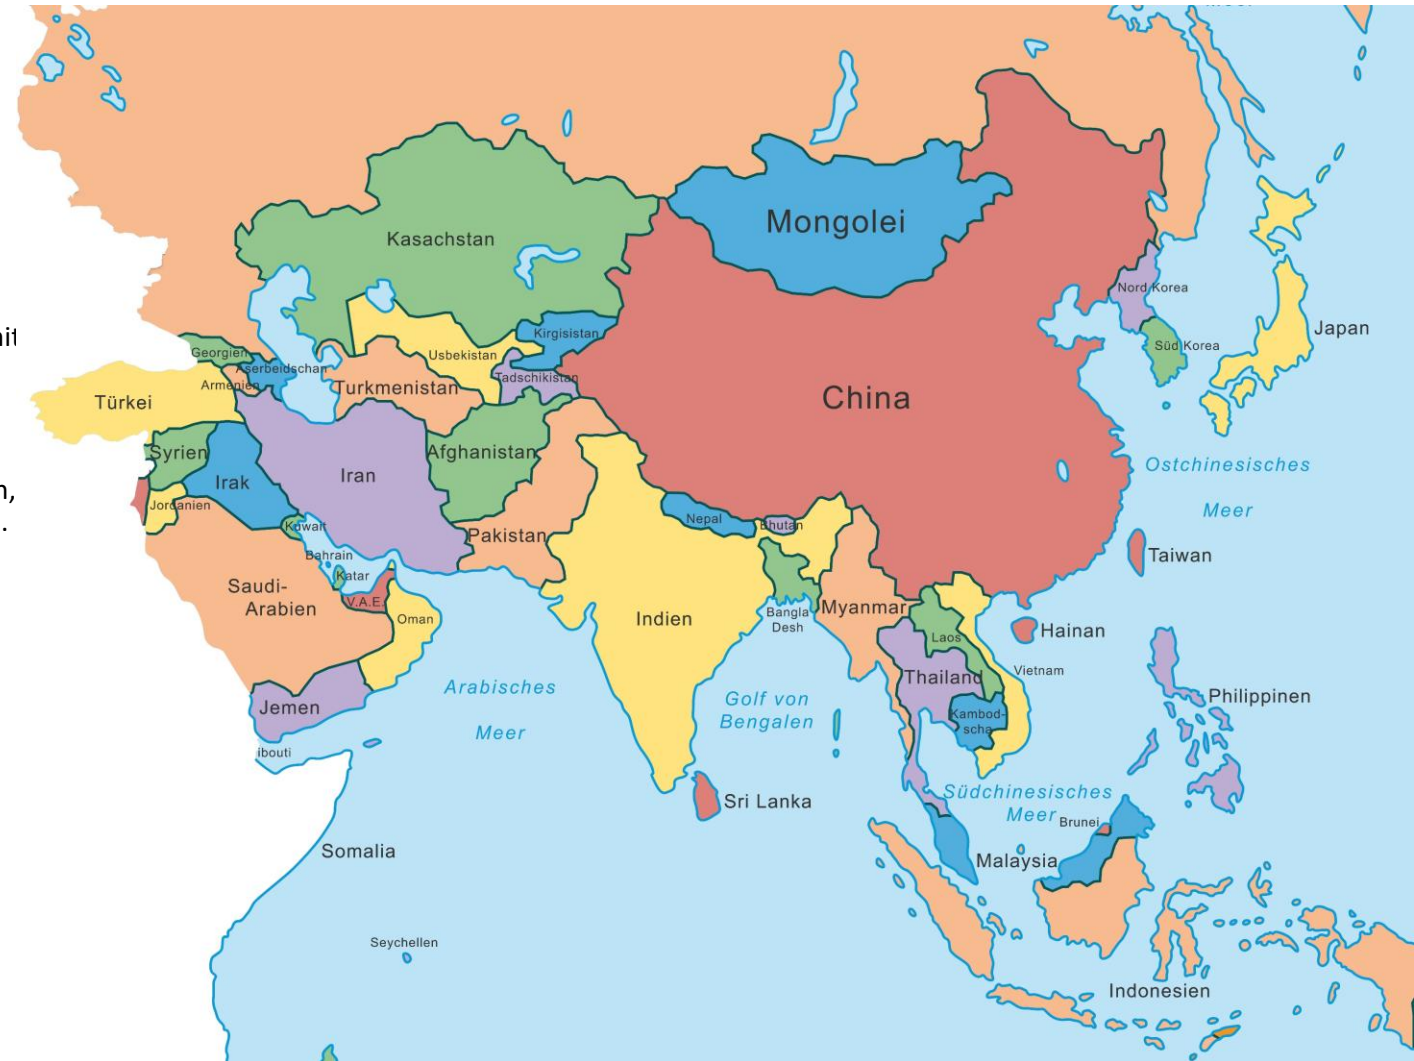 Mongolei
Kasachstan
Nord Korea
Japan
Kirgisistan
Süd Korea
Georgien
Usbekistan
Aserbeidschan
Tadschikistan
Armenien
Turkmenistan
China
Türkei
Syrien
Afghanistan
Iran
Irak
Ostchinesisches
Meer
Jordanien
Nepal
Bhutan
Kuwait
Pakistan
Bahrain
Taiwan
Katar
Saudi-
Arabien
V.A.E.
Oman
Indien
Bangla
Desh
Myanmar
Hainan
Laos
Vietnam
Thailand
Arabisches
Meer
Golf von
Bengalen
Philippinen
Jemen
Kambod-
scha
ibouti
Südchinesisches
Meer
Sri Lanka
Brunei
Malaysia
Somalia
Seychellen
Indonesien